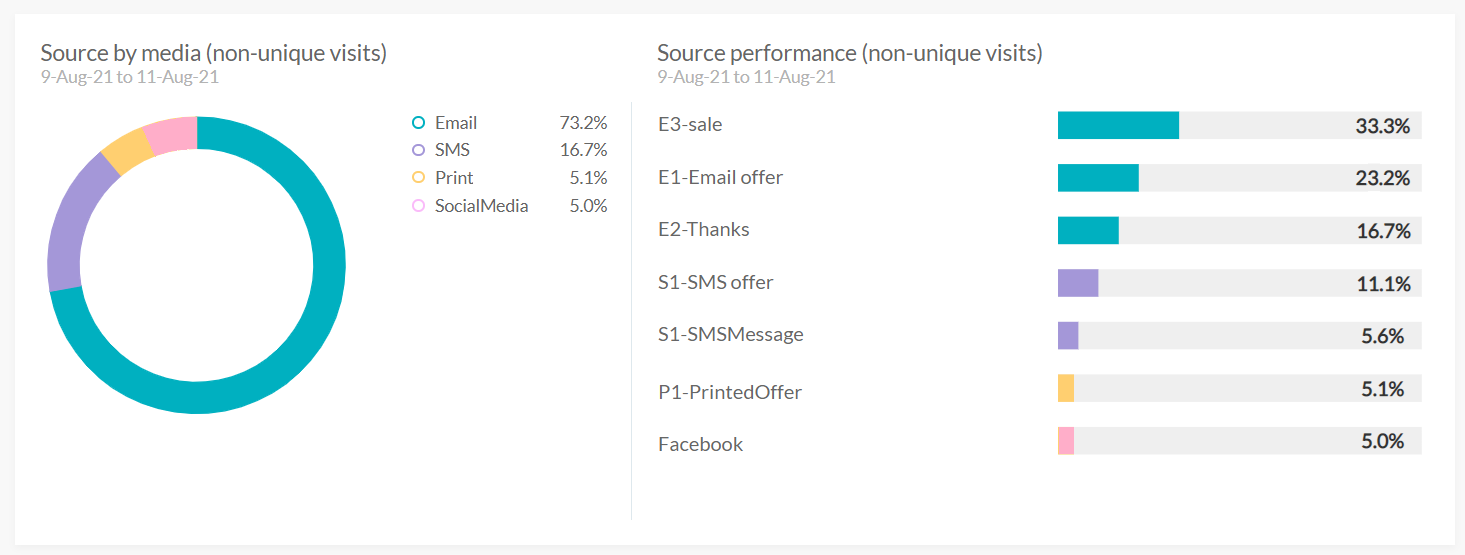 Source by media (non-unique visits)
9-Aug-21 to 11-Aug-21
Email 73.2%
SMS 16.7%
Print 5.1%
SocialMedia 5.0%
Source performance (non-unique visits)
9-Aug-21 to 11-Aug-21
E3-sale 33.3%
E1-Email offer 23.2%
E2-Thanks 16.7%
S1-SMS offer 11.1%
S1-SMSMessage 5.6%
P1-PrintedOffer 5.1%
Facebook 5.0%